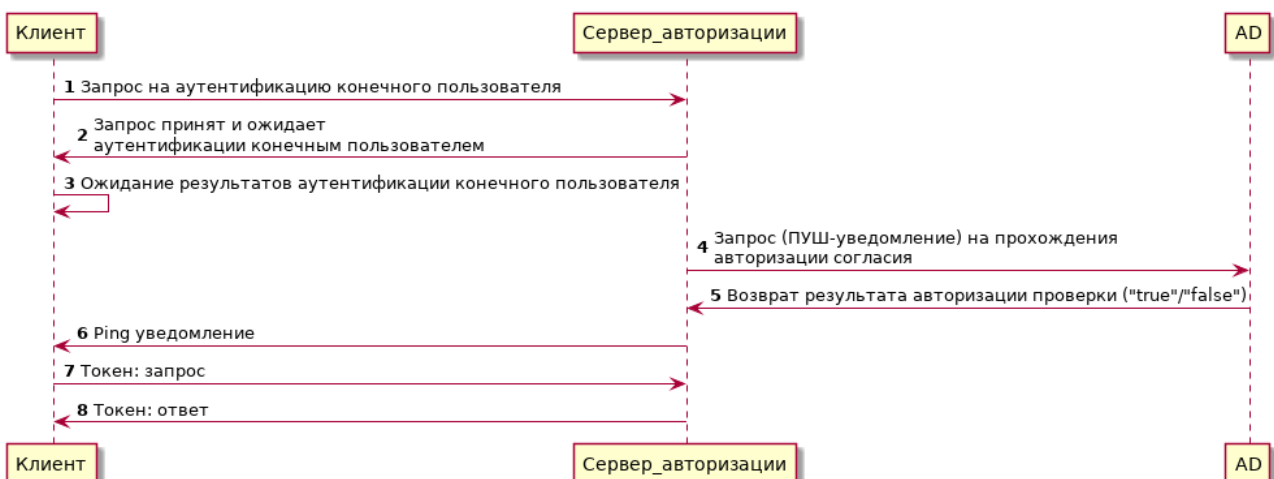 Клиент
Сервер_авторизации
AD
1 Запрос на аутентификацию конечного пользователя
2 Запрос принят и ожидает
аутентификации конечным пользователем
3 Ожидание результатов аутентификации конечного пользователя
4 Запрос (ПУШ-уведомление) на прохождения
авторизации согласия
5 Возврат результата авторизации проверки ("true"/"false")
6 Ping уведомление
7 Токен: запрос
8 Токен: ответ
Клиент
Сервер_авторизации
AD